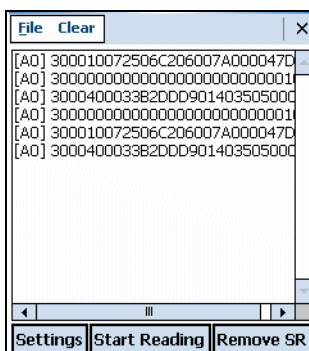 File Clear
[A0] 300010072506C206007A000047D
[A0] 30000000000000000000000001
[A0] 3000400033B2DDD901403505000
[A0] 30000000000000000000000001
[A0] 300010072506C206007A000047D
[A0] 3000400033B2DDD901403505000
Settings Start Reading Remove SR